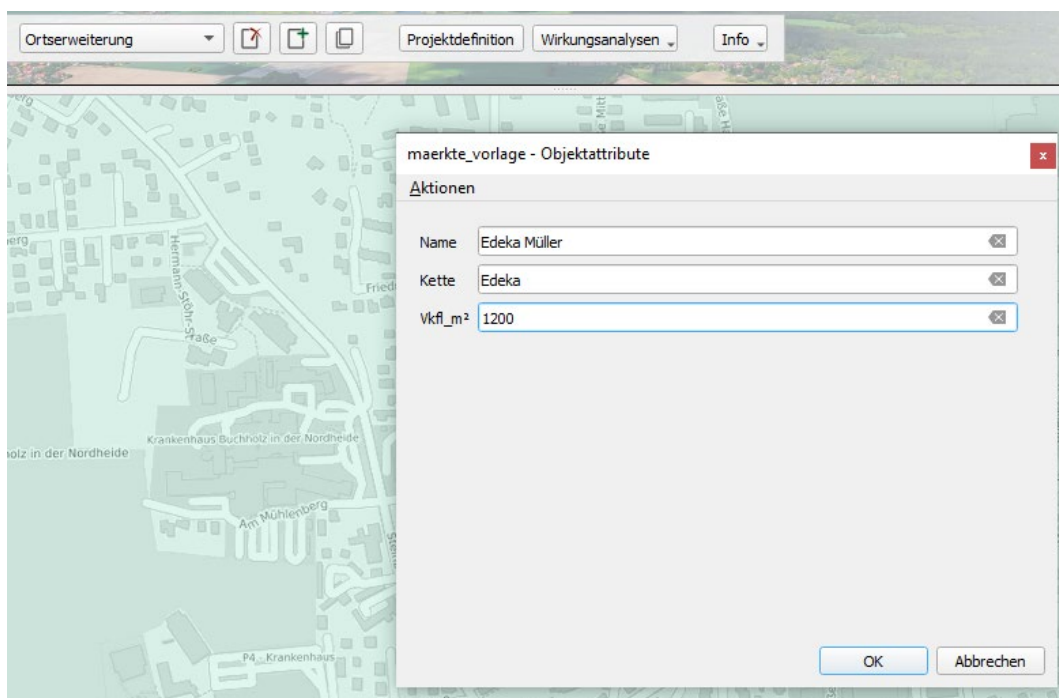 Ortserweiterung
Projektdefinition
Wirkungsanalysen
Info
maerkte_vorlage - Objektattribute
x
Aktionen
Name Edeka Müller
Kette Edeka
Vkfl_m² 1200
OK
Abbrechen
Hermann-Stöhr-Straße
Fried
Krankenhaus Buchholz in der Nordheide
holz in der Nordheide
Am Mühlenberg
P4 - Krankenhaus